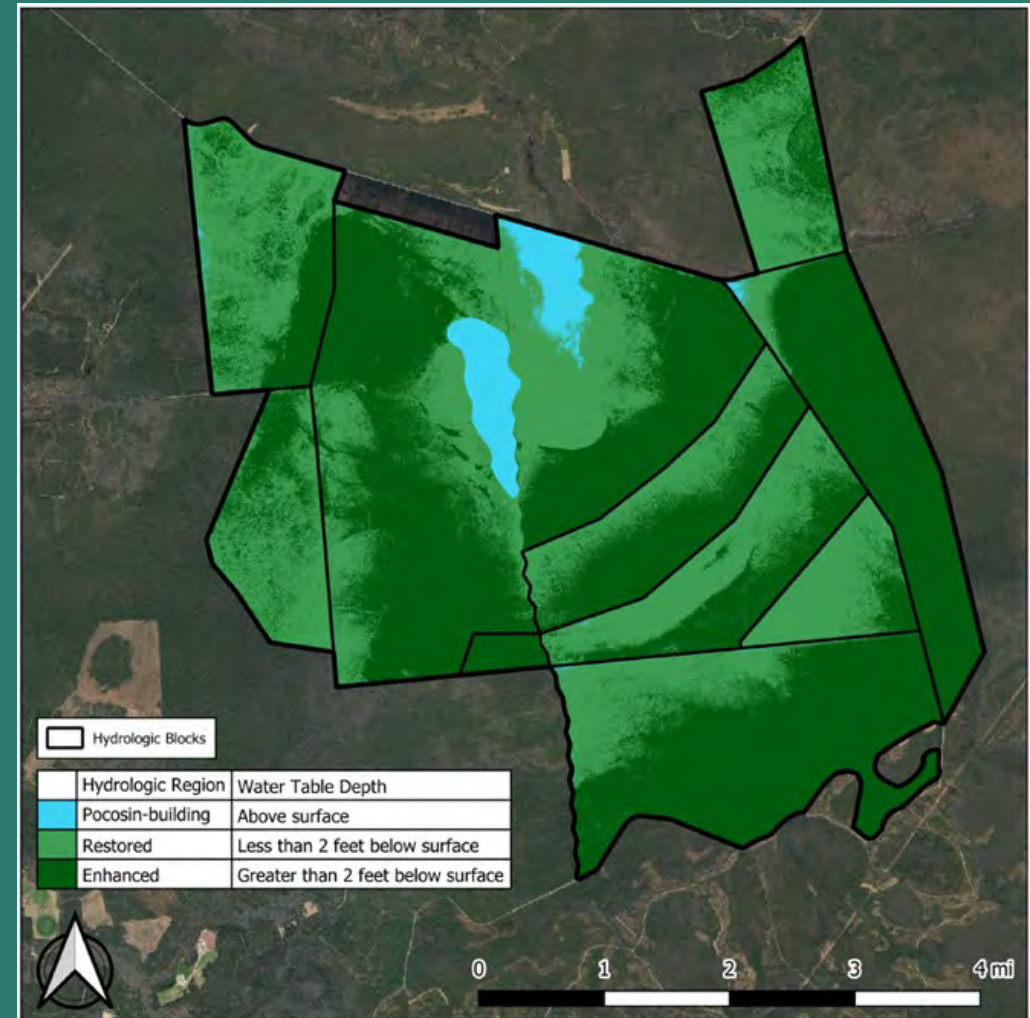 Hydrologic Blocks
Hydrologic Region Water Table Depth
Pocosin-building Above surface
Restored Less than 2 feet below surface
Enhanced Greater than 2 feet below surface
0 1 2 3 4 mi